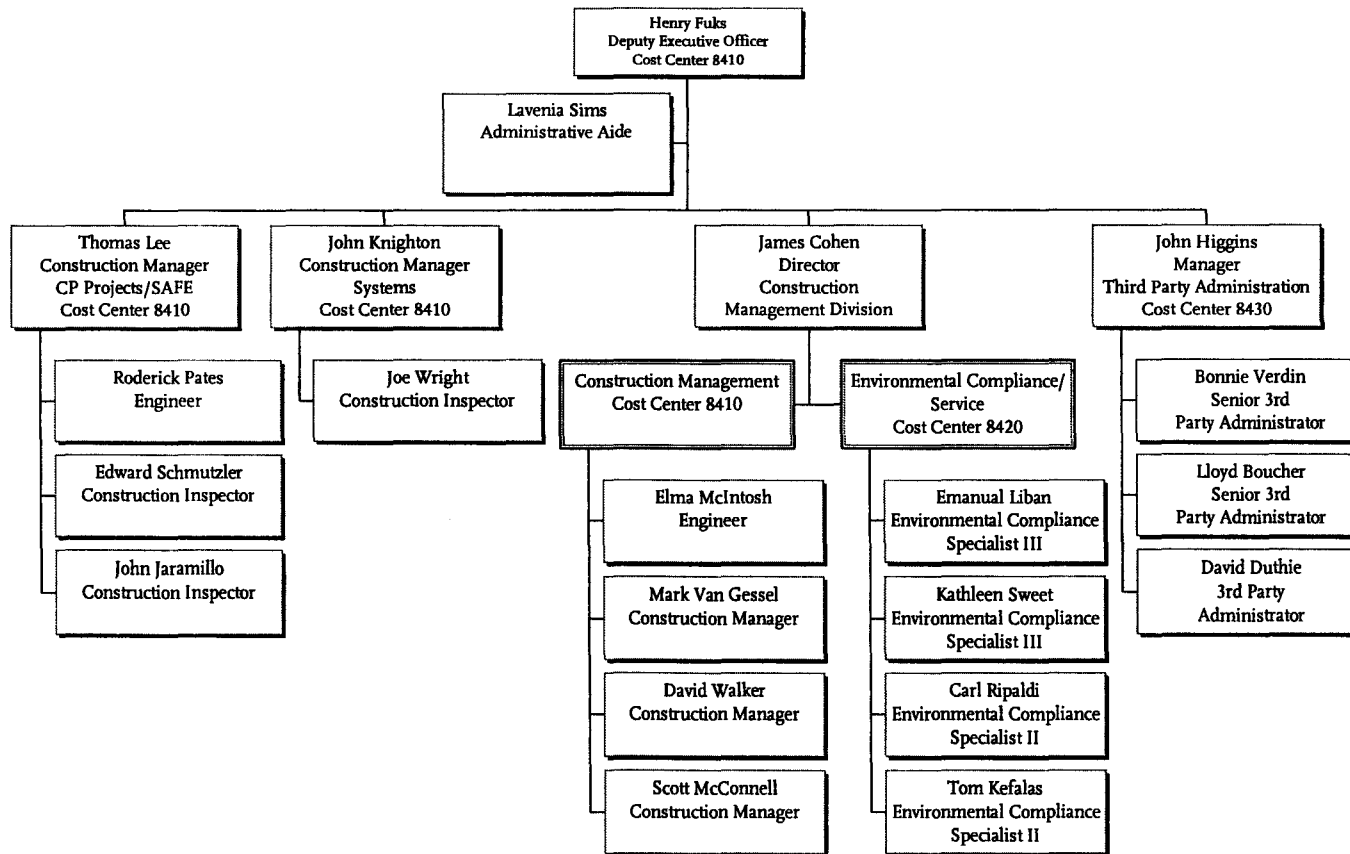 Henry Fuks
Deputy Executive Officer
Cost Center 8410
Lavenia Sims
Administrative Aide
Thomas Lee
Construction Manager
CP Projects/SAFE
Cost Center 8410
John Knighton
Construction Manager
Systems
Cost Center 8410
James Cohen
Director
Construction
Management Division
John Higgins
Manager
Third Party Administration
Cost Center 8430
Roderick Pates
Engineer
Edward Schmutzler
Construction Inspector
John Jaramillo
Construction Inspector
Joe Wright
Construction Inspector
Construction Management
Cost Center 8410
Elma McIntosh
Engineer
Mark Van Gessel
Construction Manager
David Walker
Construction Manager
Scott McConnell
Construction Manager
Environmental Compliance/
Service
Cost Center 8420
Emanual Liban
Environmental Compliance
Specialist III
Kathleen Sweet
Environmental Compliance
Specialist III
Carl Ripaldi
Environmental Compliance
Specialist II
Tom Kefalas
Environmental Compliance
Specialist II
Bonnie Verdin
Senior 3rd
Party Administrator
Lloyd Boucher
Senior 3rd
Party Administrator
David Duthie
3rd Party
Administrator